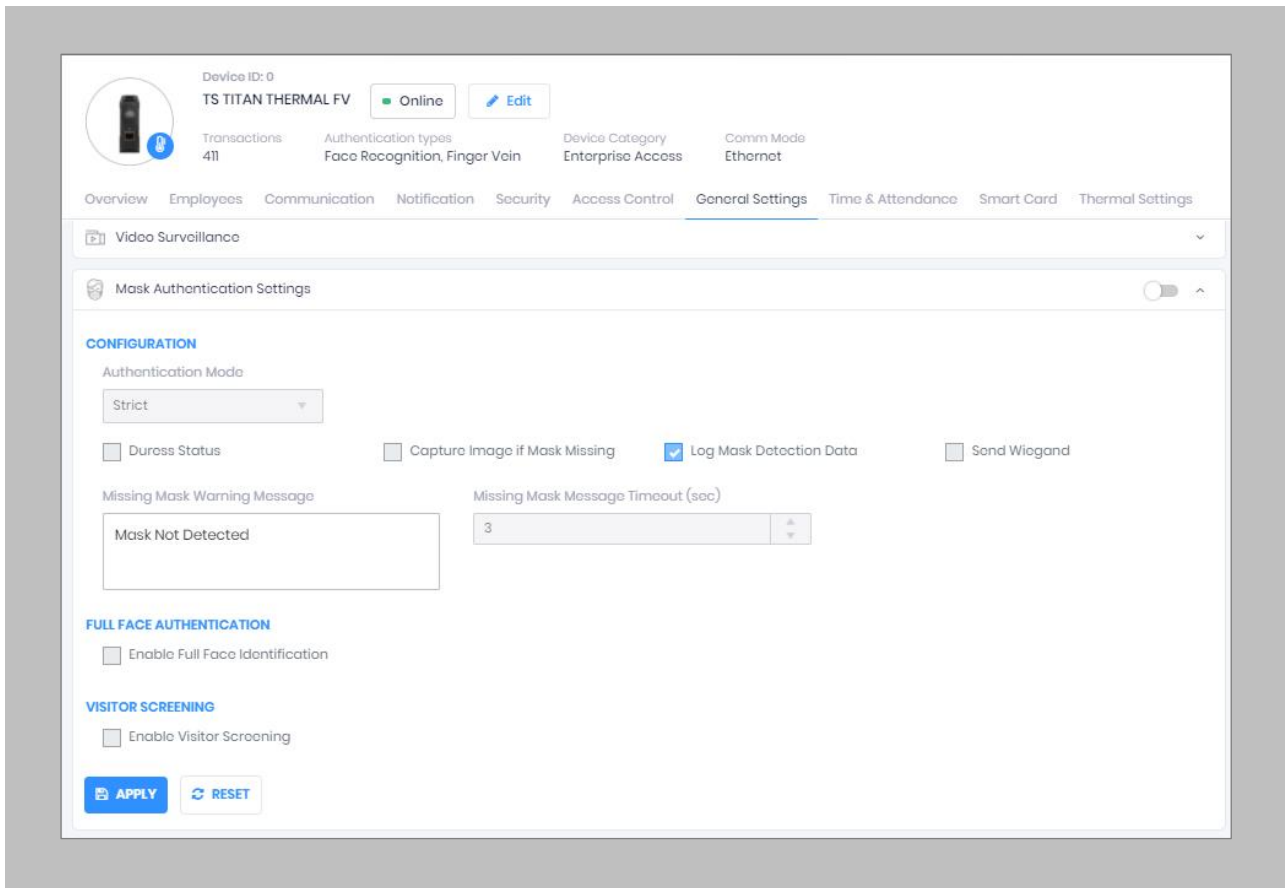 Device ID: 0
TS TITAN THERMAL FV
Online
Edit
Transactions Authentication types Device Category Comm Mode
411 Face Recognition, Finger Vein Enterprise Access Ethernet
Overview Employees Communication Notification Security Access Control General Settings Time & Attendance Smart Card Thermal Settings
Video Surveillance
Mask Authentication Settings
CONFIGURATION
Authentication Mode
Strict
Duress Status Capture Image if Mask Missing Log Mask Detection Data Send Wiegand
Missing Mask Warning Message Missing Mask Message Timeout (sec)
Mask Not Detected 3
FULL FACE AUTHENTICATION
Enable Full Face Identification
VISITOR SCREENING
Enable Visitor Screening
APPLY RESET